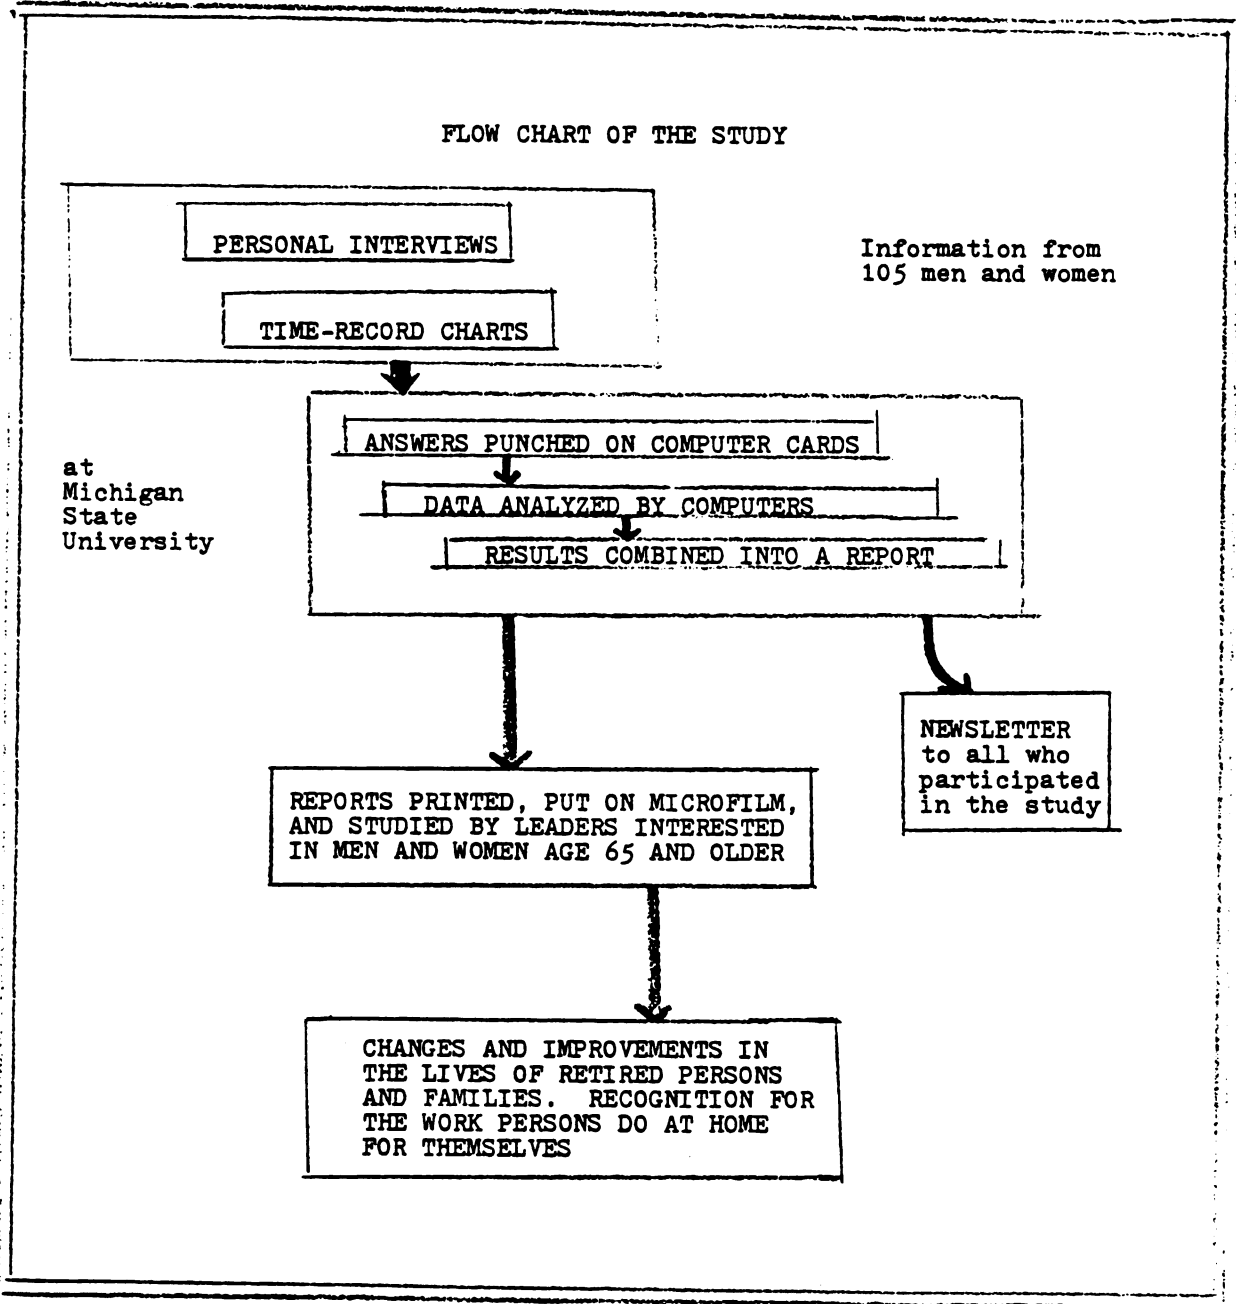 FLOW CHART OF THE STUDY
PERSONAL INTERVIEWS
Information from
105 men and women
TIME-RECORD CHARTS
ANSWERS PUNCHED ON COMPUTER CARDS
at
Michigan
State
University
DATA ANALYZED BY COMPUTERS
RESULTS COMBINED INTO A REPORT
NEWSLETTER
to all who
participated
in the study
REPORTS PRINTED, PUT ON MICROFILM,
AND STUDIED BY LEADERS INTERESTED
IN MEN AND WOMEN AGE 65 AND OLDER
CHANGES AND IMPROVEMENTS IN
THE LIVES OF RETIRED PERSONS
AND FAMILIES. RECOGNITION FOR
THE WORK PERSONS DO AT HOME
FOR THEMSELVES